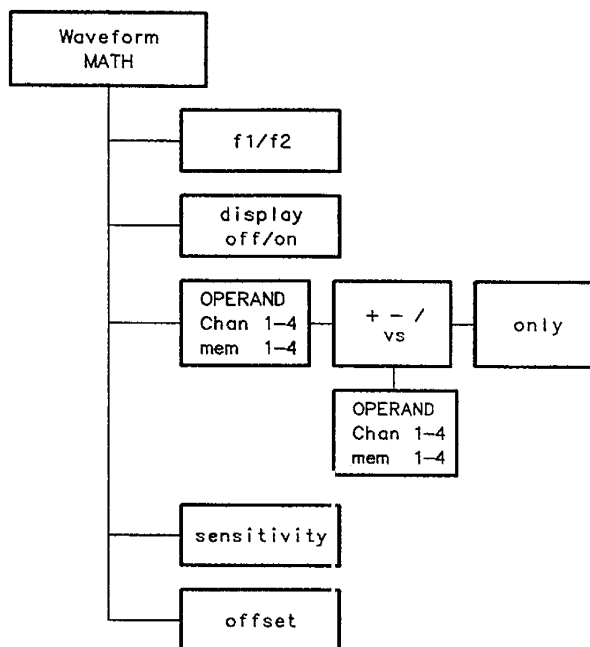 Waveform
MATH
f1/f2
display
off/on
OPERAND
Chan 1-4
mem 1-4
+ - /
vs
only
OPERAND
Chan 1-4
mem 1-4
sensitivity
offset